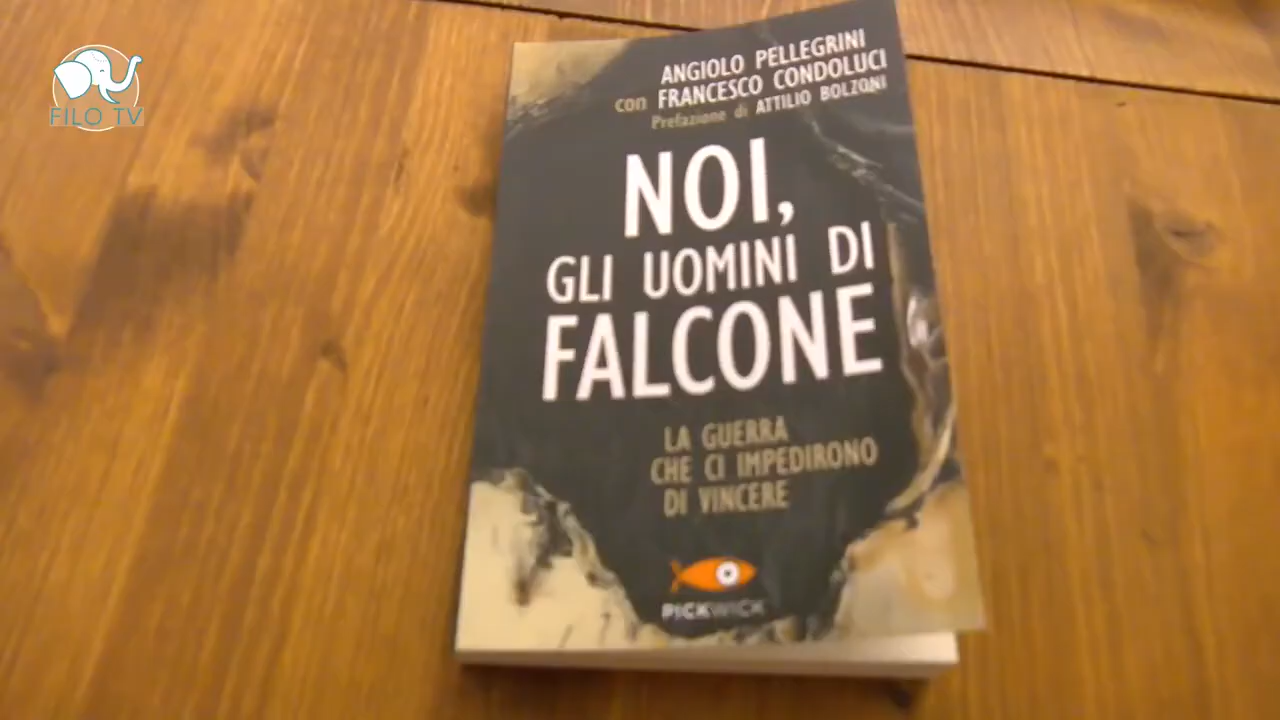 FILO TV
ANGIOLO PELLEGRINI
con FRANCESCO CONDOLUCI
Prefazione di ATTILIO BOLZONI
NOI,
GLI UOMINI DI
FALCONE
LA GUERRA
CHE CI IMPEDIRONO
DI VINCERE
PICKWICK